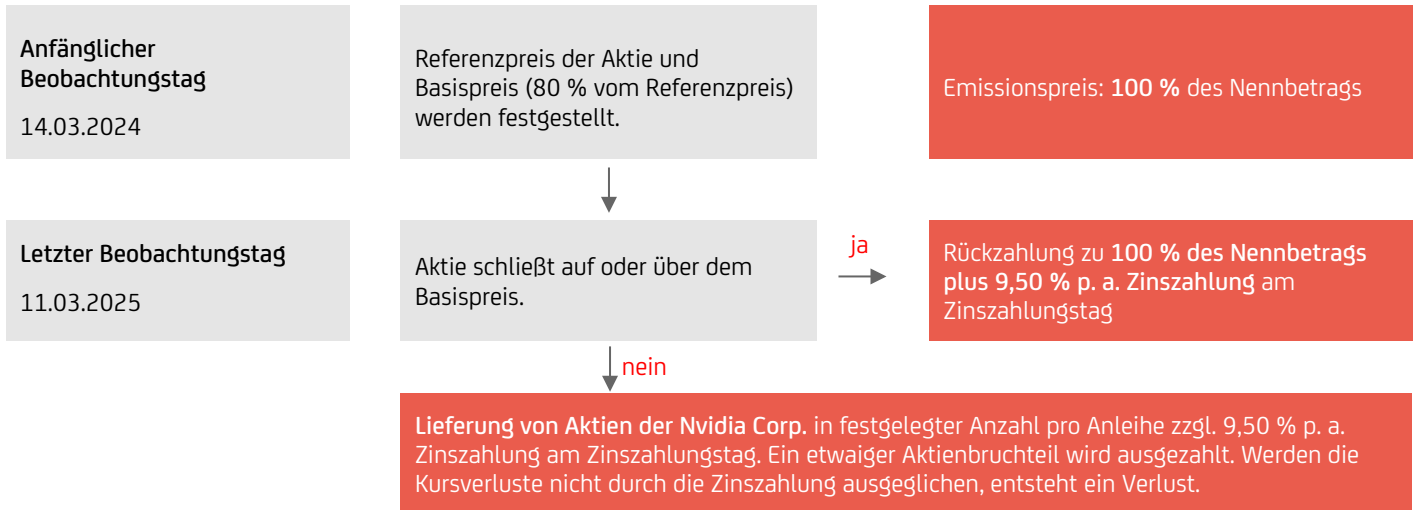 Anfänglicher
Beobachtungstag
14.03.2024
Referenzpreis der Aktie und
Basispreis (80 % vom Referenzpreis)
werden festgestellt.
Emissionspreis: 100 % des Nennbetrags
Letzter Beobachtungstag
11.03.2025
Aktie schließt auf oder über dem
Basispreis.
ja
Rückzahlung zu 100 % des Nennbetrags
plus 9,50 % p. a. Zinszahlung am
Zinszahlungstag
nein
Lieferung von Aktien der Nvidia Corp. in festgelegter Anzahl pro Anleihe zzgl. 9,50 % p. a.
Zinszahlung am Zinszahlungstag. Ein etwaiger Aktienbruchteil wird ausgezahlt. Werden die
Kursverluste nicht durch die Zinszahlung ausgeglichen, entsteht ein Verlust.